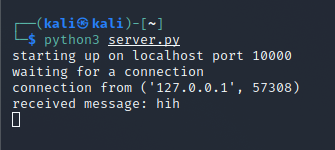 ┌──(kali㉿kali)-[~]
└─$ python3 server.py
starting up on localhost port 10000
waiting for a connection
connection from ('127.0.0.1', 57308)
received message: hih